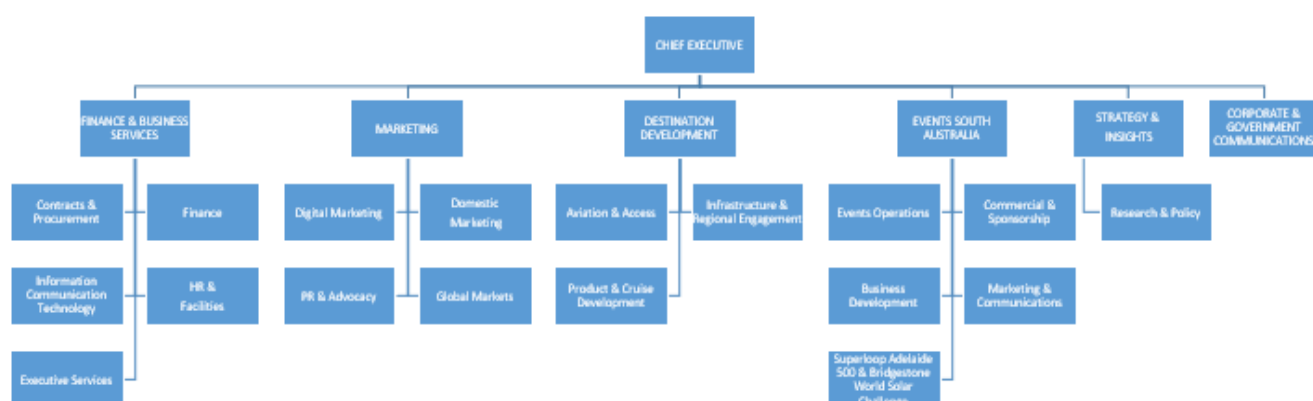 CHIEF EXECUTIVE
FINANCE & BUSINESS
SERVICES
MARKETING
DESTINATION
DEVELOPMENT
EVENTS SOUTH
AUSTRALIA
STRATEGY &
INSIGHTS
CORPORATE &
GOVERNMENT
COMMUNICATIONS
Contracts &
Procurement
Finance
Digital Marketing
Domestic
Marketing
Aviation & Access
Infrastructure &
Regional Engagement
Events Operations
Commercial &
Sponsorship
Research & Policy
Information
Communication
Technology
HR &
Facilities
PR & Advocacy
Global Markets
Product & Cruise
Development
Business
Development
Marketing &
Communications
Executive Services
Superloop Adelaide
500 & Bridgestone
World Solar
Challenge